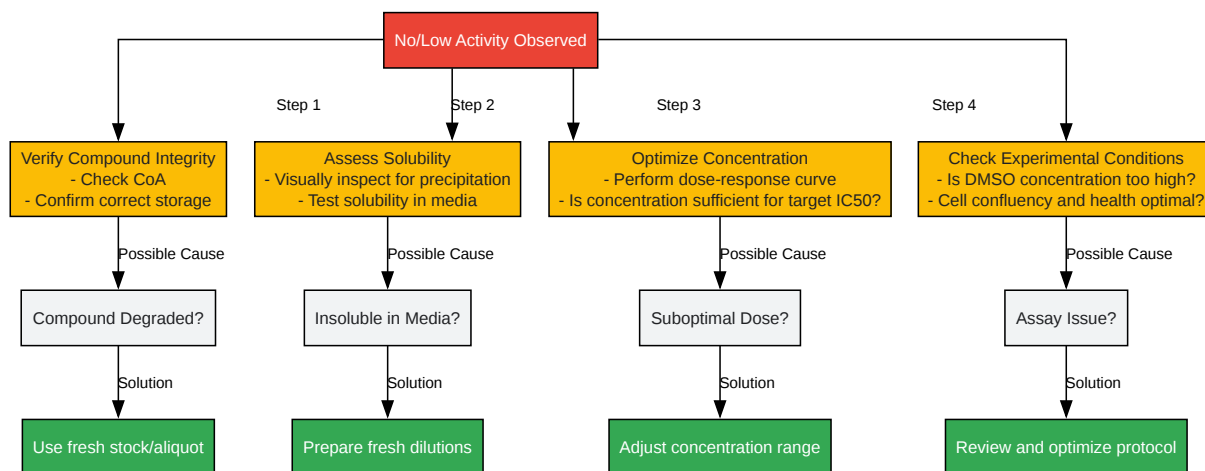 No/Low Activity Observed
Step 1
Step 2
Step 3
Step 4
Verify Compound Integrity
- Check CoA
- Confirm correct storage
Assess Solubility
- Visually inspect for precipitation
- Test solubility in media
Optimize Concentration
- Perform dose-response curve
- Is concentration sufficient for target IC50?
Check Experimental Conditions
- Is DMSO concentration too high?
- Cell confluency and health optimal?
Possible Cause
Possible Cause
Possible Cause
Possible Cause
Compound Degraded?
Insoluble in Media?
Suboptimal Dose?
Assay Issue?
Solution
Solution
Solution
Solution
Use fresh stock/aliquot
Prepare fresh dilutions
Adjust concentration range
Review and optimize protocol